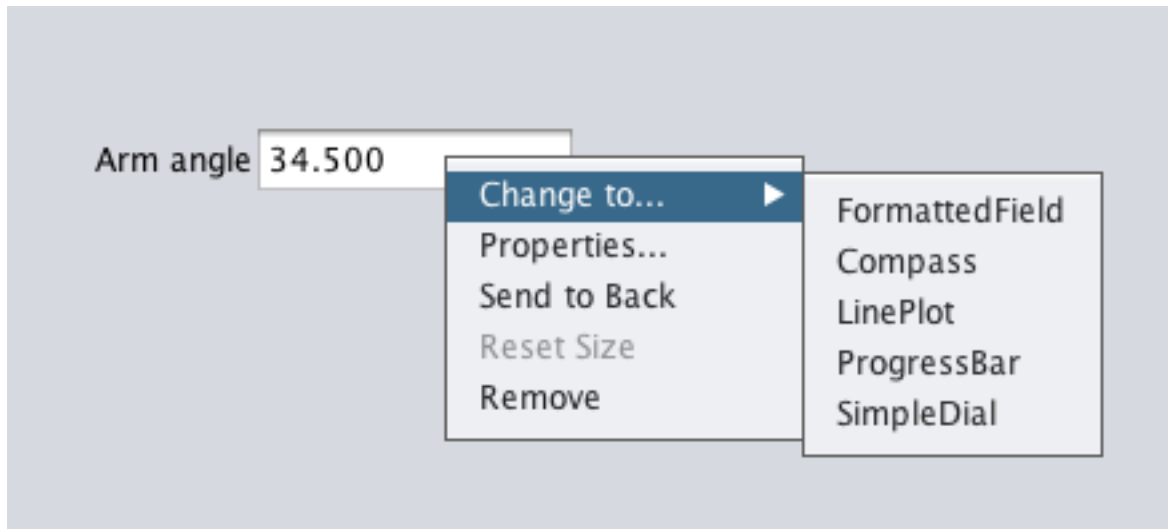 Arm angle 34.500
Change to...
Properties...
Send to Back
Reset Size
Remove
FormattedField
Compass
LinePlot
ProgressBar
SimpleDial